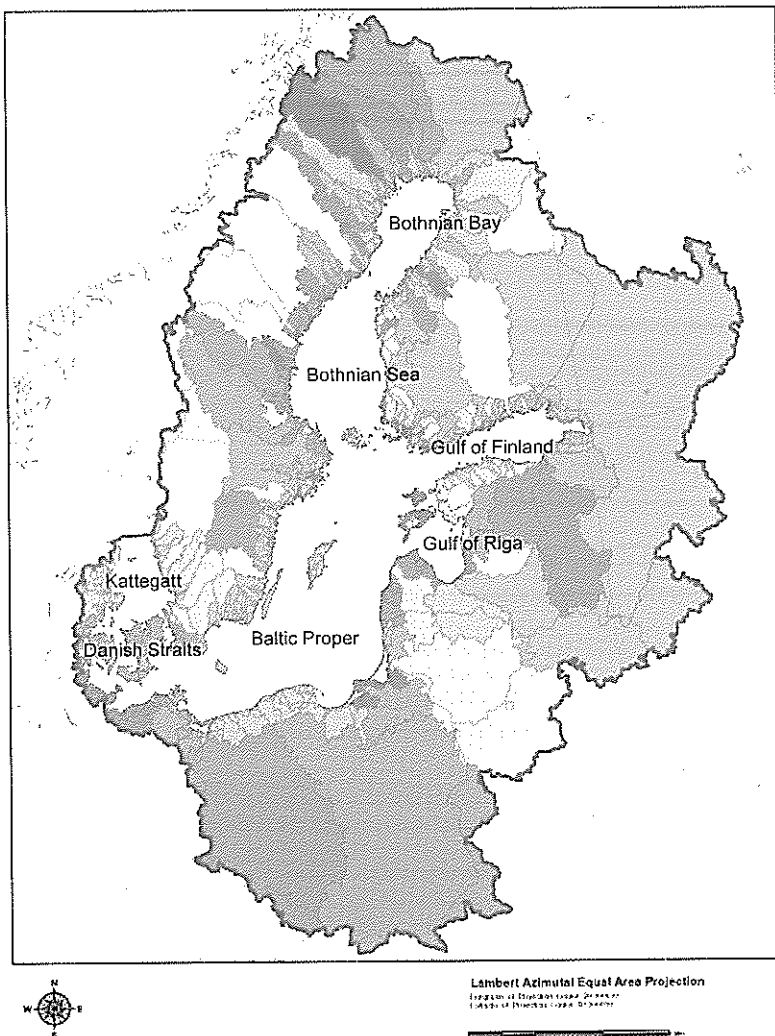 Bothnian Bay
Bothnian Sea
Gulf of Finland
Gulf of Riga
Kattegatt
Baltic Proper
Danish Straits
N
W E
S
Lambert Azimutal Equal Area Projection